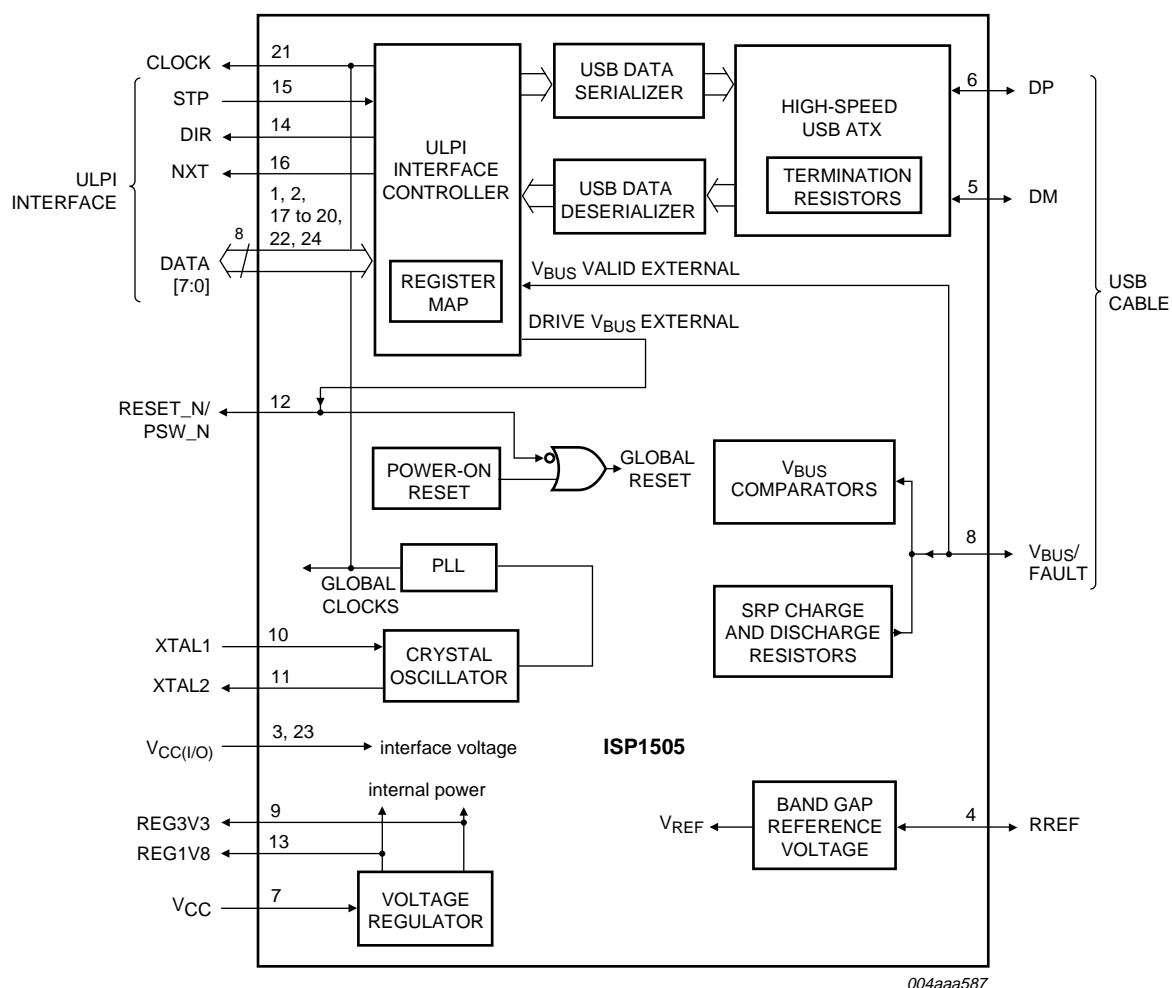 CLOCK
21
ULPI
INTERFACE
STP
15
DIR
14
NXT
16
1, 2,
17 to 20,
22, 24
8
DATA
[7:0]
ULPI
INTERFACE
CONTROLLER
REGISTER
MAP
USB DATA
SERIALIZER
USB DATA
DESERIALIZER
HIGH-SPEED
USB ATX
TERMINATION
RESISTORS
6
DP
5
DM
USB
CABLE
VBUS VALID EXTERNAL
DRIVE VBUS EXTERNAL
RESET_N/
PSW_N
12
POWER-ON
RESET
GLOBAL
RESET
VBUS
COMPARATORS
8
VBUS/
FAULT
SRP CHARGE
AND DISCHARGE
RESISTORS
PLL
GLOBAL
CLOCKS
XTAL1
10
XTAL2
11
CRYSTAL
OSCILLATOR
VCC(I/O)
3, 23
interface voltage
ISP1505
internal power
REG3V3
9
REG1V8
13
VCC
7
VOLTAGE
REGULATOR
VREF
BAND GAP
REFERENCE
VOLTAGE
4
RREF
004aaa587